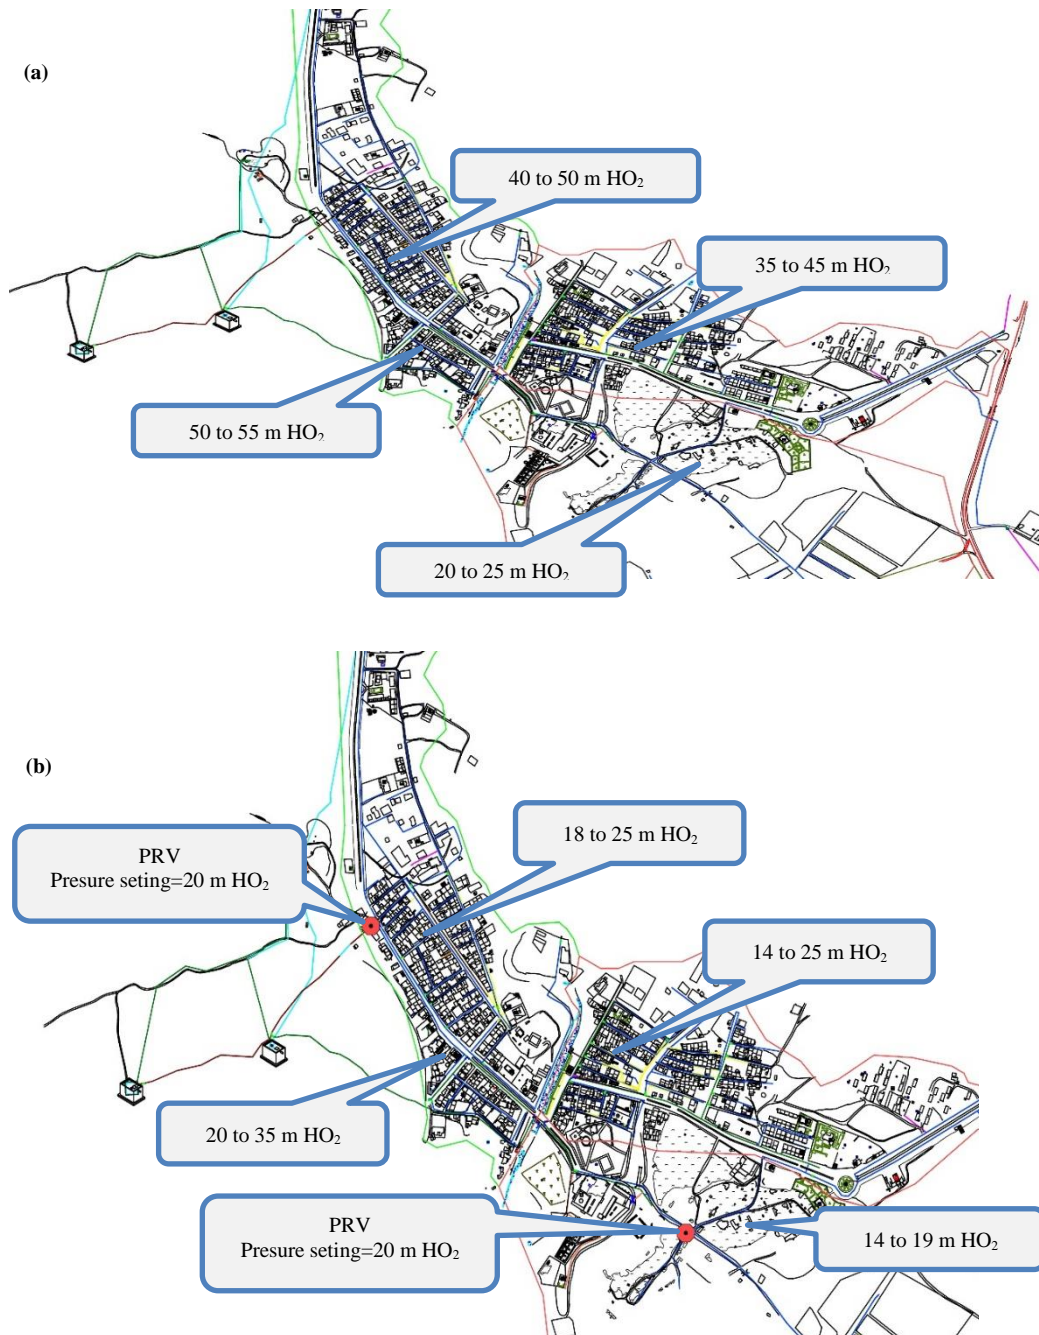 (a)
40 to 50 m HO₂
35 to 45 m HO₂
50 to 55 m HO₂
20 to 25 m HO₂
(b)
18 to 25 m HO₂
PRV
Presure seting=20 m HO₂
14 to 25 m HO₂
20 to 35 m HO₂
PRV
Presure seting=20 m HO₂
14 to 19 m HO₂